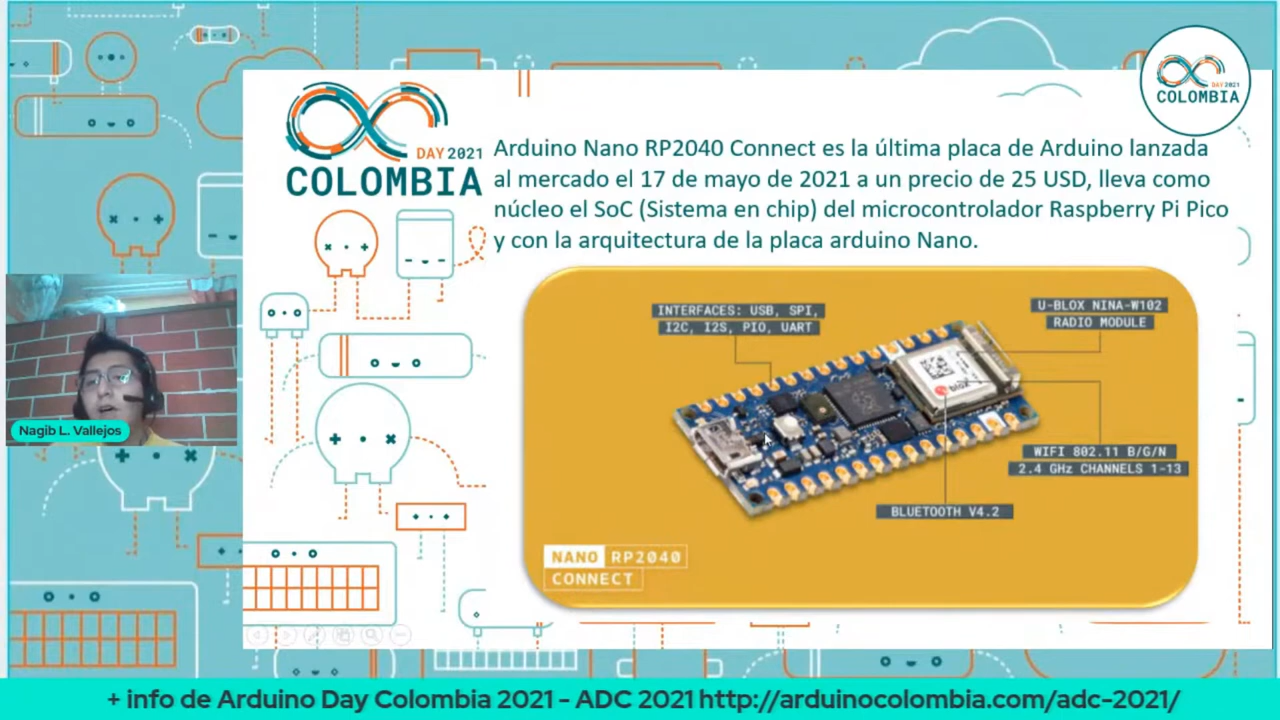 DAY 2021
COLOMBIA
DAY 2021
COLOMBIA
Arduino Nano RP2040 Connect es la última placa de Arduino lanzada
al mercado el 17 de mayo de 2021 a un precio de 25 USD, lleva como
núcleo el SoC (Sistema en chip) del microcontrolador Raspberry Pi Pico
y con la arquitectura de la placa arduino Nano.
INTERFACES: USB, SPI,
I2C, I2S, PIO, UART
U-BLOX NINA-W102
RADIO MODULE
WIFI 802.11 B/G/N
2.4 GHz CHANNELS 1-13
BLUETOOTH V4.2
NANO RP2040
CONNECT
Nagib L. Vallejos
+ info de Arduino Day Colombia 2021 - ADC 2021 http://arduinocolombia.com/adc-2021/